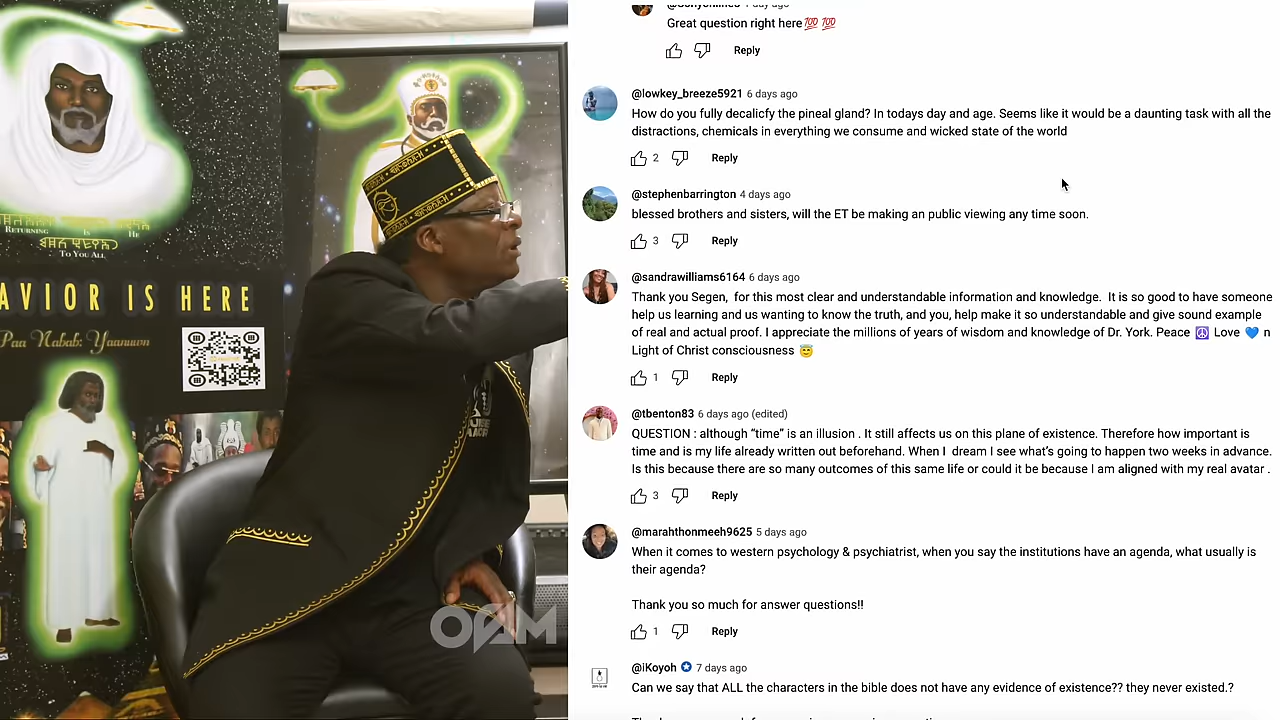 RETURNING IS HE
TO YOU ALL
AVIOR IS HERE
Paa Nabab: Yaanuwn
OAM
Great question right here💯 💯
Reply
@lowkey_breeze5921 6 days ago
How do you fully decalicfy the pineal gland? In todays day and age. Seems like it would be a daunting task with all the
distractions, chemicals in everything we consume and wicked state of the world
2 Reply
@stephenbarrington 4 days ago
blessed brothers and sisters, will the ET be making an public viewing any time soon.
3 Reply
@sandrawilliams6164 6 days ago
Thank you Segen, for this most clear and understandable information and knowledge. It is so good to have someone
help us learning and us wanting to know the truth, and you, help make it so understandable and give sound example
of real and actual proof. I appreciate the millions of years of wisdom and knowledge of Dr. York. Peace ☮️ Love 💙 n
Light of Christ consciousness 😇
1 Reply
@tbenton83 6 days ago (edited)
QUESTION : although “time” is an illusion . It still affects us on this plane of existence. Therefore how important is
time and is my life already written out beforehand. When I dream I see what’s going to happen two weeks in advance.
Is this because there are so many outcomes of this same life or could it be because I am aligned with my real avatar .
3 Reply
@marahthonmeeh9625 5 days ago
When it comes to western psychology & psychiatrist, when you say the institutions have an agenda, what usually is
their agenda?
Thank you so much for answer questions!!
1 Reply
@iKoyoh 7 days ago
Can we say that ALL the characters in the bible does not have any evidence of existence?? they never existed.?